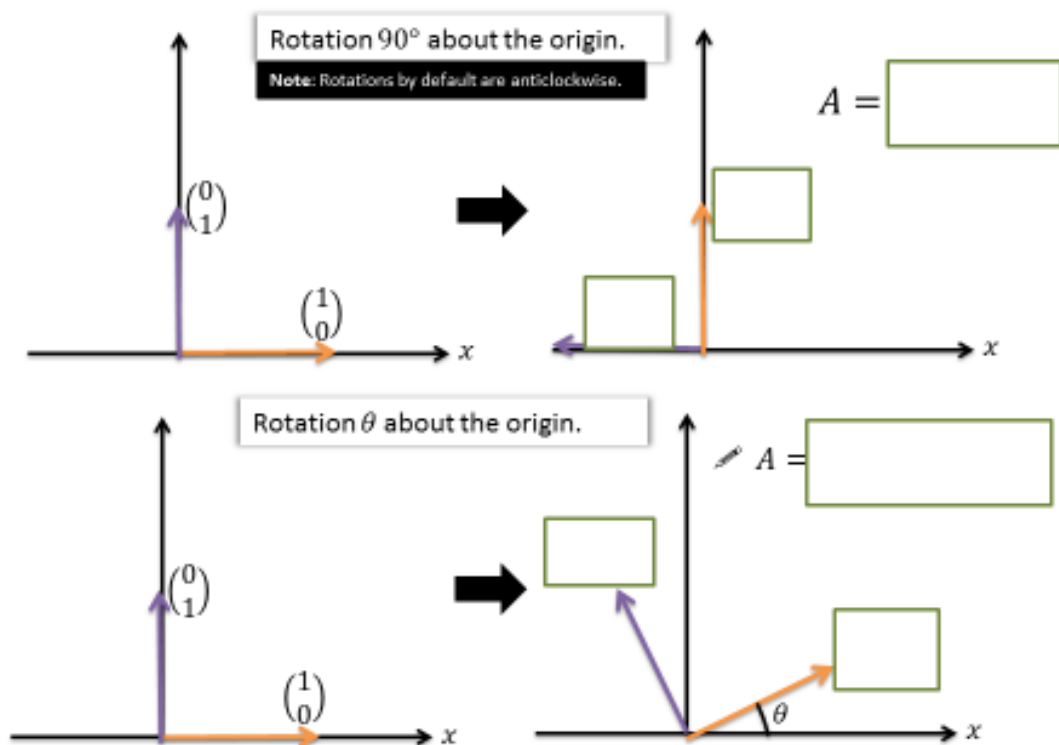 Rotation 90° about the origin.
Note: Rotations by default are anticlockwise.
A =
(0
1)
(1
0)
x
x
Rotation θ about the origin.
A =
(0
1)
(1
0)
θ
x
x